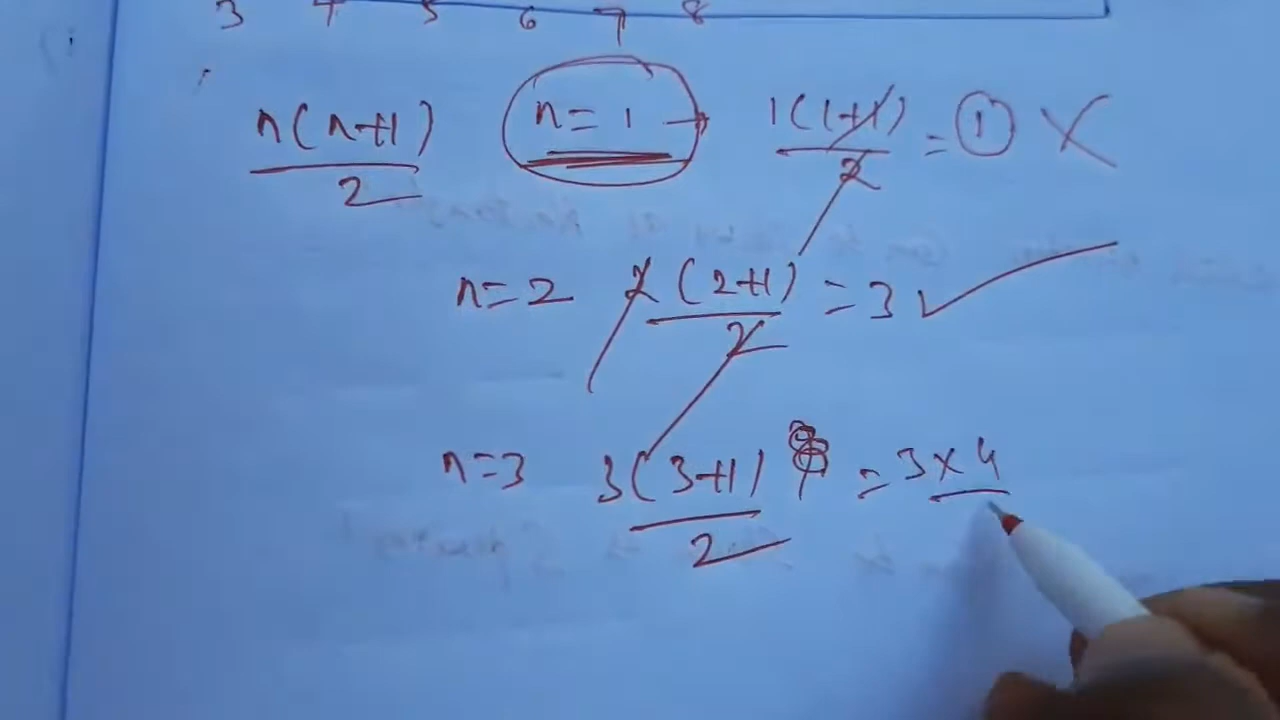 3 4 5 6 7 8
n(n+1)/2 n=1 → 1(1+1)/2 = 1 X
n=2 2(2+1)/2 = 3 ✓
n=3 3(3+1)/2 = 3×4